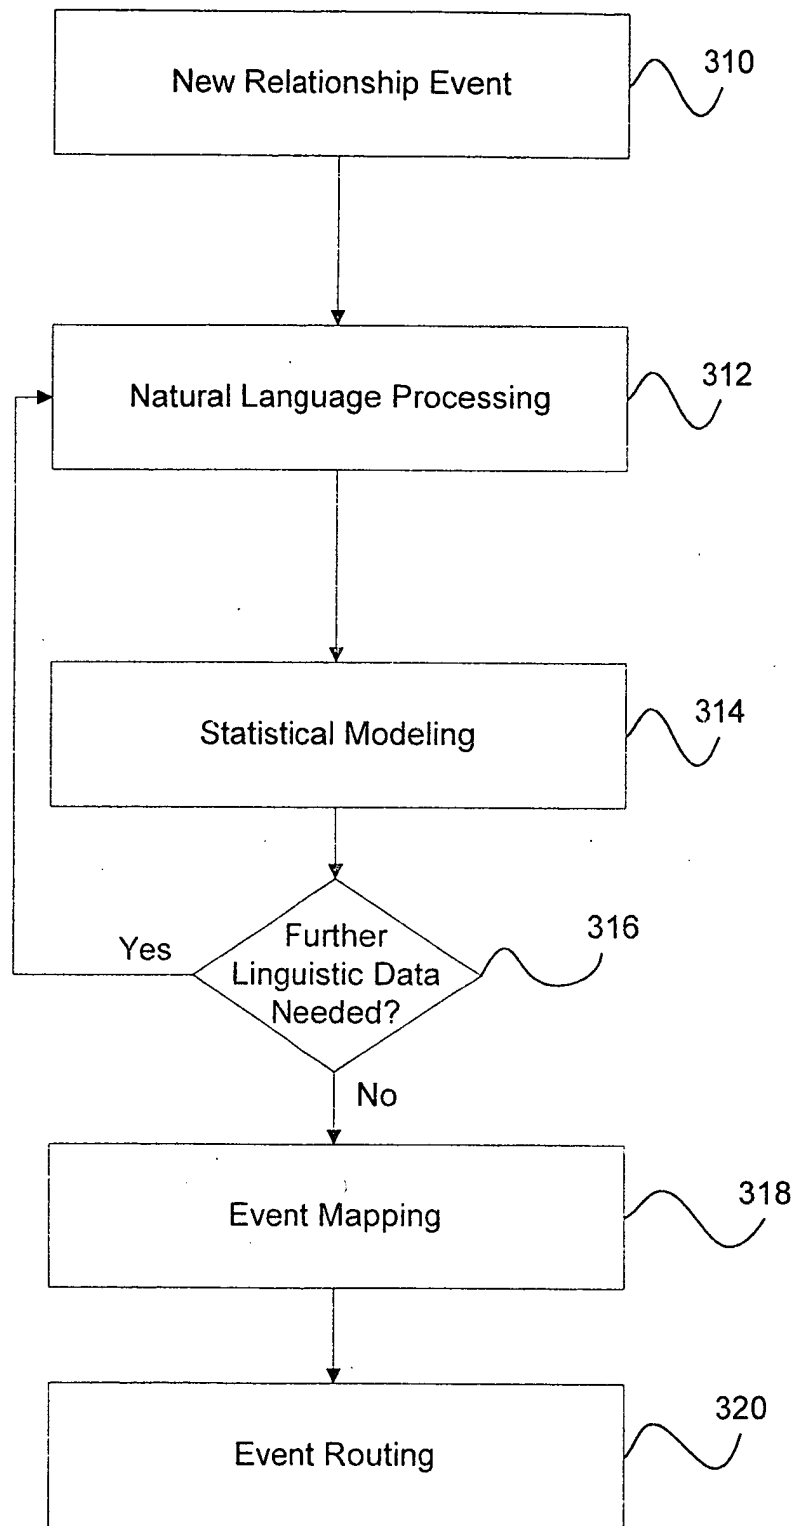 New Relationship Event
310
Natural Language Processing
312
Statistical Modeling
314
Further
Linguistic Data
Needed?
316
Yes
No
Event Mapping
318
Event Routing
320